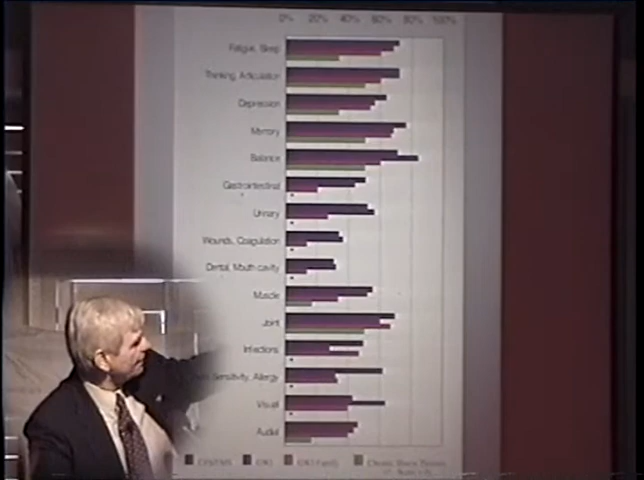 0% 20% 40% 60% 80% 100%
Fatigue, Sleep
Thinking, Articulation
Depression
Memory
Balance
Gastrointestinal
Urinary
Wounds, Coagulation
Dental, Mouth cavity
Muscle
Joint
Infections
Sensitivity, Allergy
Visual
Audial